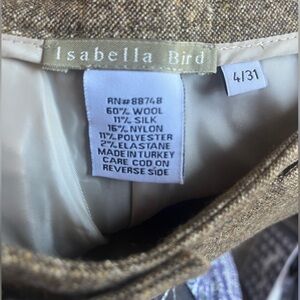 Isabella Bird
4/31
RN#88748
60% WOOL
11% SILK
16% NYLON
11% POLYESTER
2% ELASTANE
MADE IN TURKEY
CARE COD ON
REVERSE SIDE